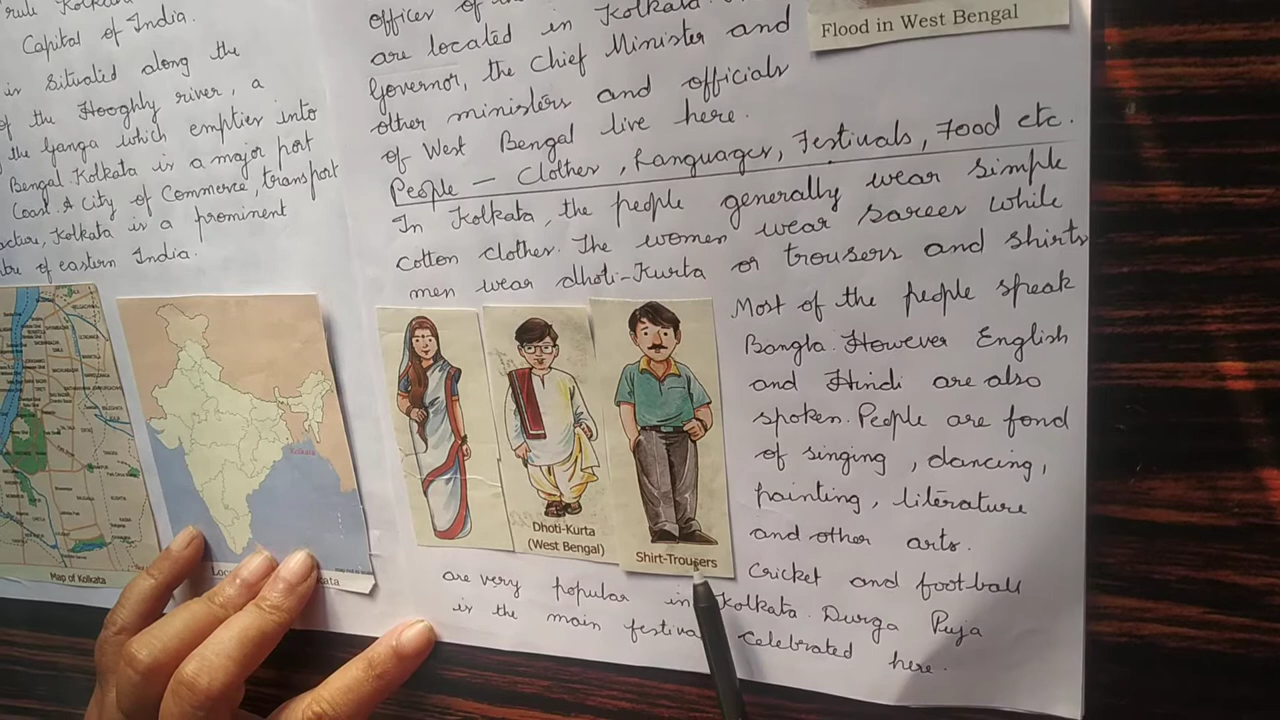 rule Kolkata
Capital of India.
is situated along the
of the Hooghly river, a
the Ganga which empties into
Bengal. Kolkata is a major port
Coast. A City of Commerce, transport
Kolkata is a prominent
of eastern India.
Map of Kolkata
Kolkata
officer of
are located in Kolkata.
Governor, the Chief Minister and
other ministers and officials
of West Bengal live here.
Flood in West Bengal
People – Clothes, Languages, Festivals, Food etc.
In Kolkata, the people generally wear simple
cotton clothes. The women wear sarees while
men wear dhoti-Kurta or trousers and shirts
Most of the people speak
Bangla. However English
and Hindi are also
spoken. People are fond
of singing, dancing,
painting, literature
and other arts.
Dhoti-Kurta
(West Bengal)
Shirt-Trousers
Cricket and football
are very popular in Kolkata. Durga Puja
is the main festival celebrated here.